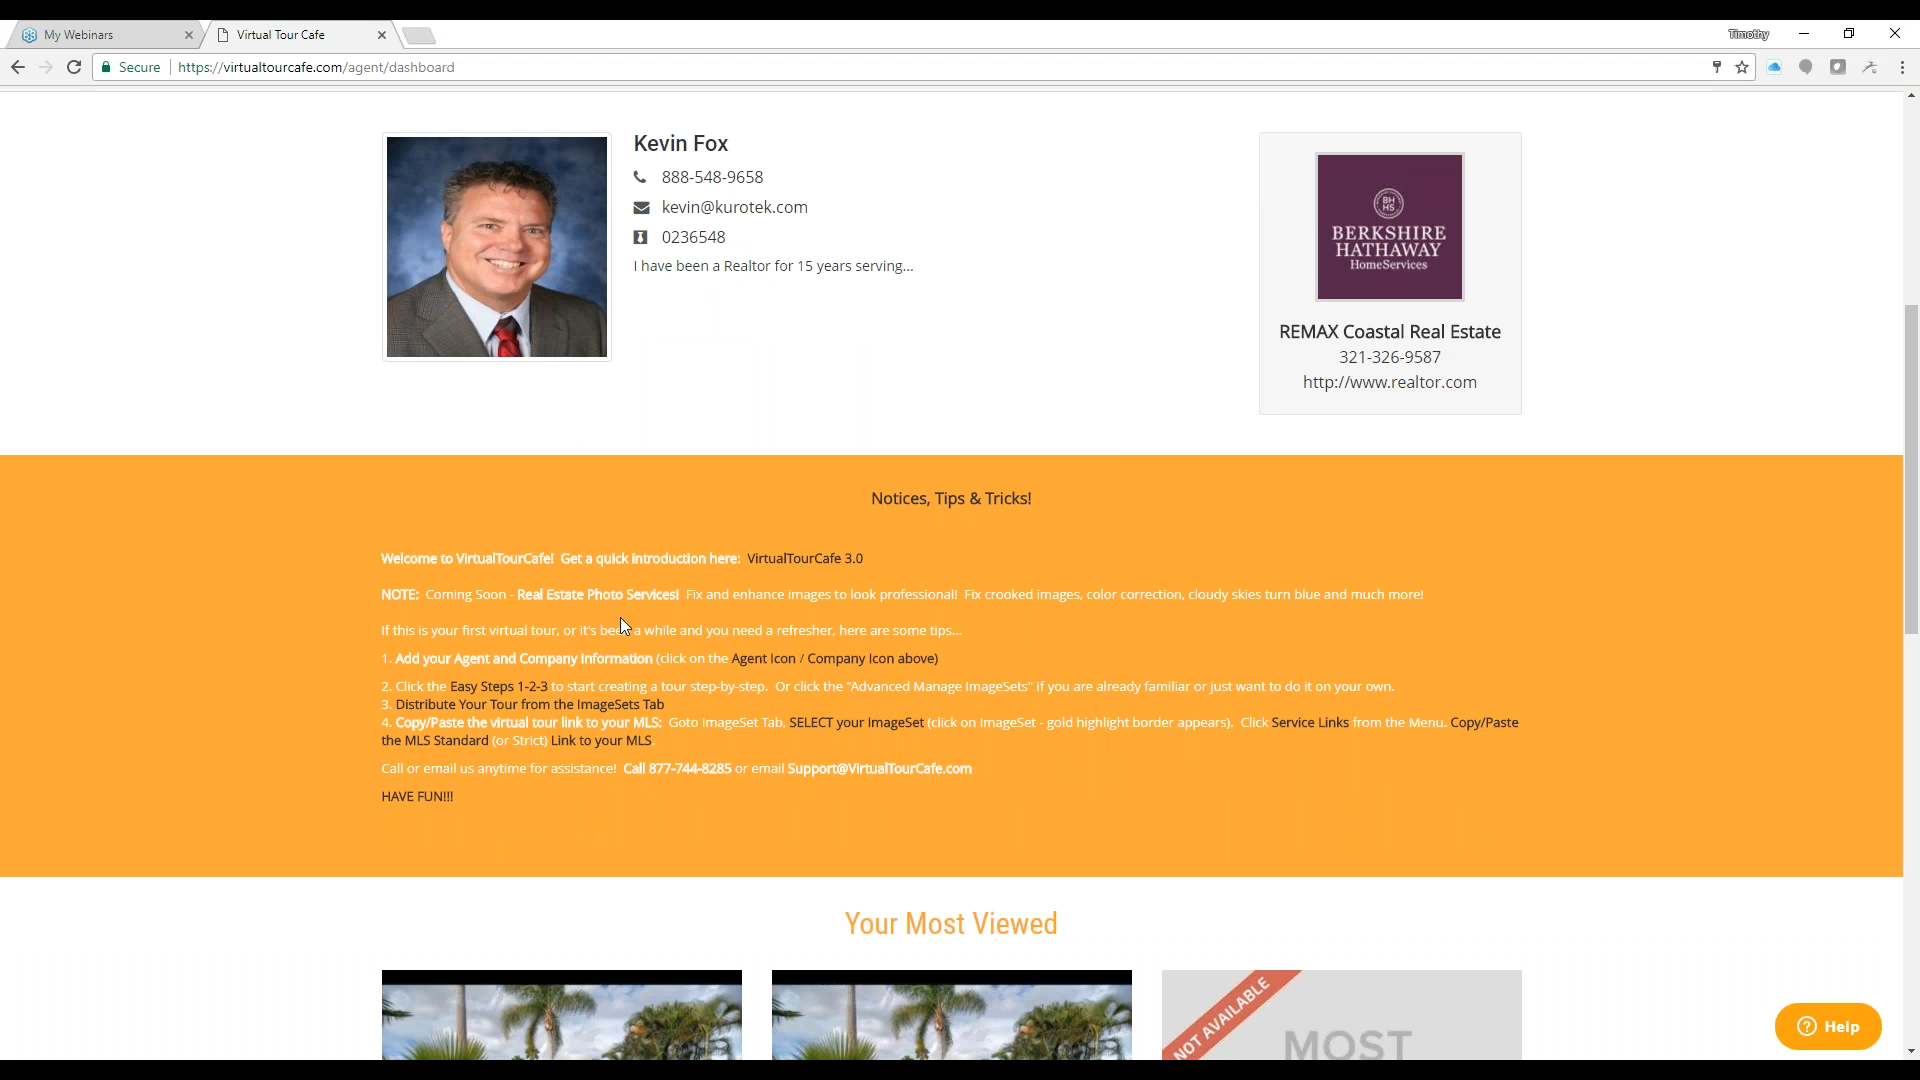 My Webinars
Virtual Tour Cafe
Timothy
Secure
https://virtualtourcafe.com/agent/dashboard
Kevin Fox
888-548-9658
kevin@kurotek.com
0236548
I have been a Realtor for 15 years serving...
BH
HS
BERKSHIRE
HATHAWAY
HomeServices
REMAX Coastal Real Estate
321-326-9587
http://www.realtor.com
Notices, Tips & Tricks!
Welcome to VirtualTourCafe! Get a quick introduction here: VirtualTourCafe 3.0
NOTE: Coming Soon - Real Estate Photo Services! Fix and enhance images to look professional! Fix crooked images, color correction, cloudy skies turn blue and much more!
If this is your first virtual tour, or it's been a while and you need a refresher, here are some tips...
1. Add your Agent and Company Information (click on the Agent Icon / Company Icon above)
2. Click the Easy Steps 1-2-3 to start creating a tour step-by-step. Or click the "Advanced Manage ImageSets" if you are already familiar or just want to do it on your own.
3. Distribute Your Tour from the ImageSets Tab
4. Copy/Paste the virtual tour link to your MLS: Goto ImageSet Tab, SELECT your ImageSet (click on ImageSet - gold highlight border appears). Click Service Links from the Menu. Copy/Paste
the MLS Standard (or Strict) Link to your MLS
Call or email us anytime for assistance! Call 877-744-8285 or email Support@VirtualTourCafe.com
HAVE FUN!!!
Your Most Viewed
NOT AVAILABLE
MOST
Help